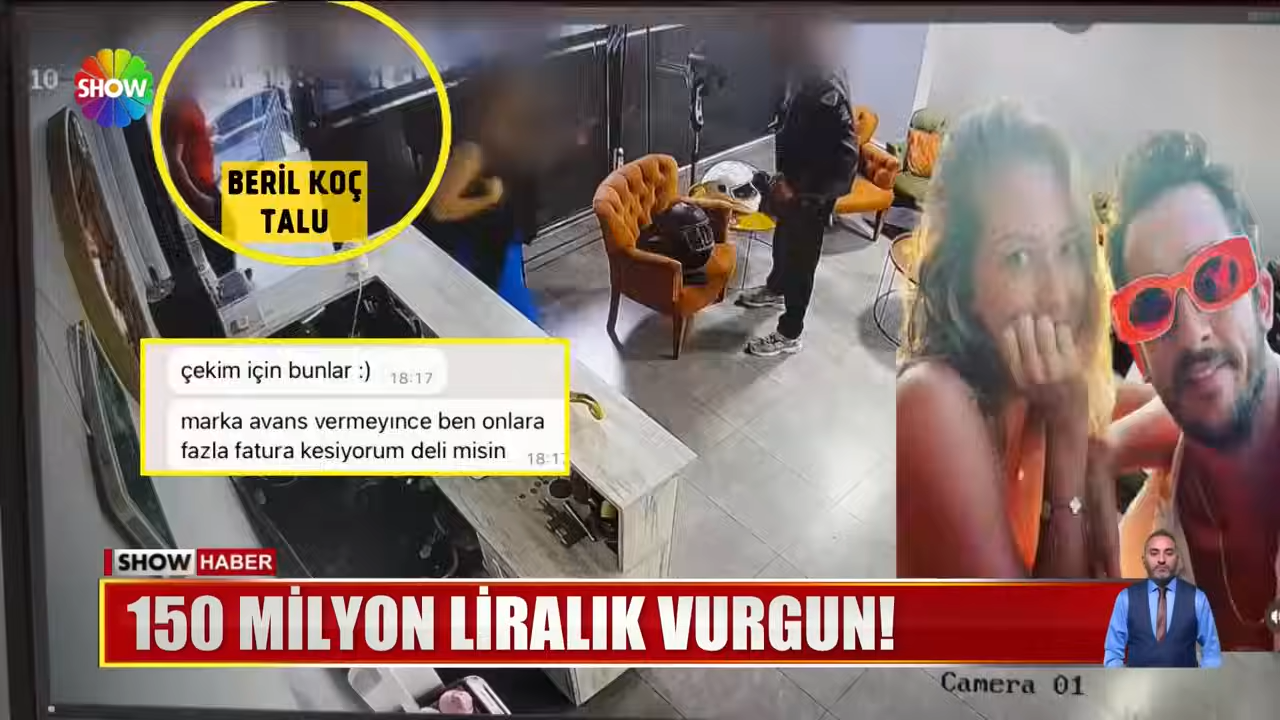 10
SHOW
BERİL KOÇ
TALU
çekim için bunlar :) 18:17
marka avans vermeyınce ben onlara
fazla fatura kesiyorum deli misin 18:17
SHOW HABER
150 MİLYON LİRALIK VURGUN!
Camera 01